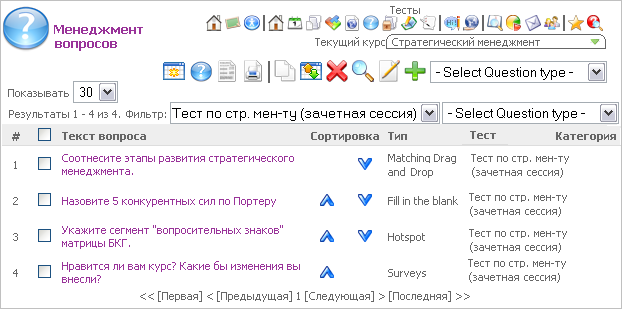 Тесты
Менеджмент
вопросов
Текущий курс Стратегический менеджмент
- Select Question type -
Показывать 30
Результаты 1 - 4 из 4. Фильтр: Тест по стр. мен-ту (зачетная сессия) - Select Question type -
# Текст вопроса Сортировка Тип Тест Категория
1 Соотнесите этапы развития стратегического
менеджмента.
Matching Drag
and Drop
Тест по стр. мен-ту
(зачетная сессия)
2 Назовите 5 конкурентных сил по Портеру Fill in the blank
Тест по стр. мен-ту
(зачетная сессия)
3 Укажите сегмент "вопросительных знаков"
матрицы БКГ.
Hotspot
Тест по стр. мен-ту
(зачетная сессия)
4 Нравится ли вам курс? Какие бы изменения вы
внесли?
Surveys
Тест по стр. мен-ту
(зачетная сессия)
<< [Первая] < [Предыдущая] 1 [Следующая] > [Последняя] >>